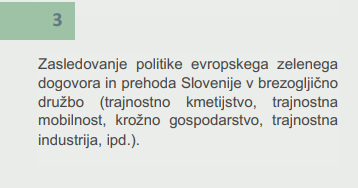 3
Zasledovanje politike evropskega zelenega
dogovora in prehoda Slovenije v brezogljično
družbo (trajnostno kmetijstvo, trajnostna
mobilnost, krožno gospodarstvo, trajnostna
industrija, ipd.).